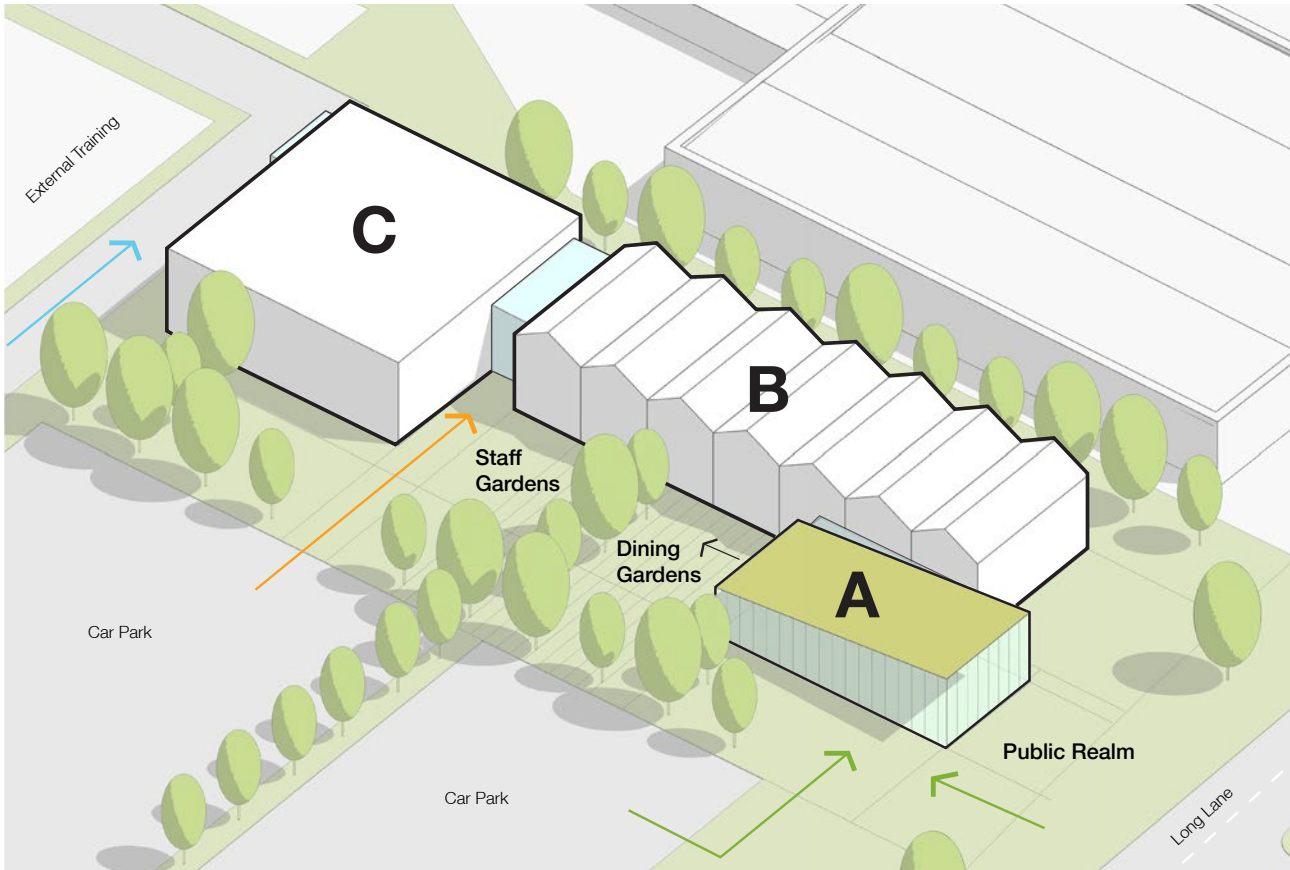 External Training
C
B
Staff
Gardens
Dining
Gardens
A
Car Park
Public Realm
Car Park
Long Lane